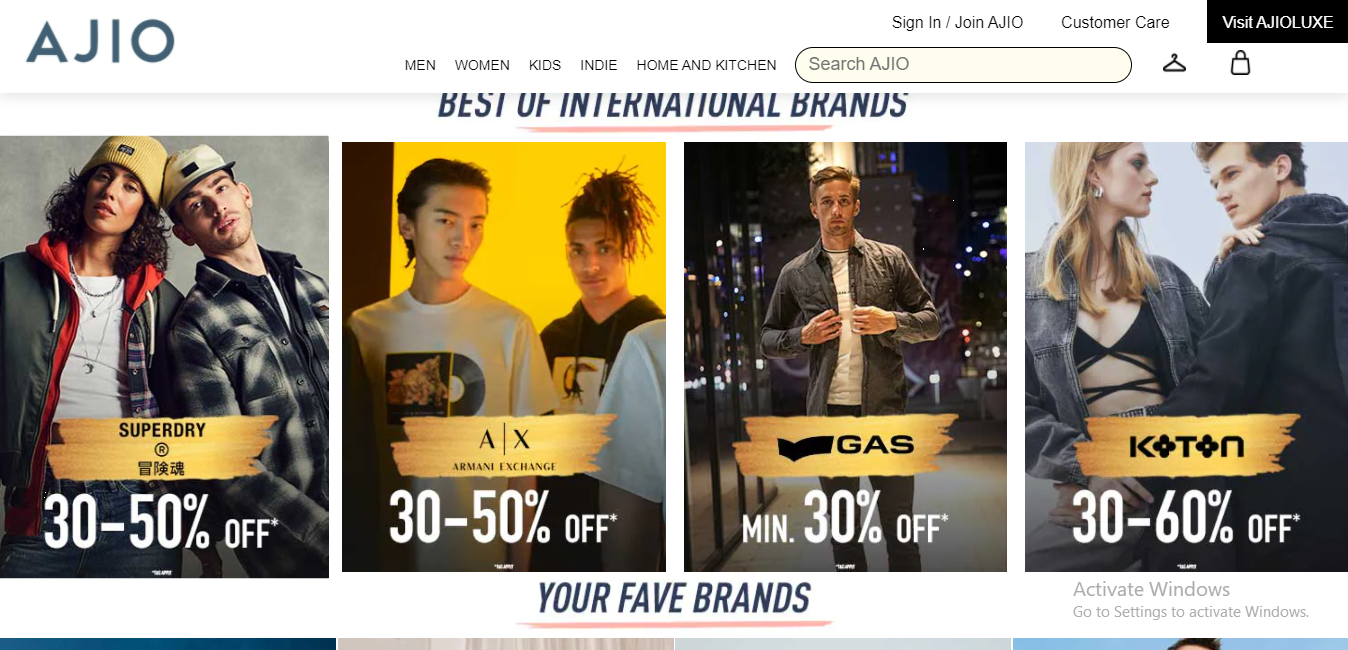 AJIO
Sign In / Join AJIO
Customer Care
Visit AJIOLUXE
MEN
WOMEN
KIDS
INDIE
HOME AND KITCHEN
Search AJIO
BEST OF INTERNATIONAL BRANDS
SUPERDRY
®
冒険魂
30-50% OFF*
*T&C APPLY
A|X
ARMANI EXCHANGE
30-50% OFF*
*T&C APPLY
GAS
MIN. 30% OFF*
*T&C APPLY
KOTON
30-60% OFF*
*T&C APPLY
YOUR FAVE BRANDS
Activate Windows
Go to Settings to activate Windows.